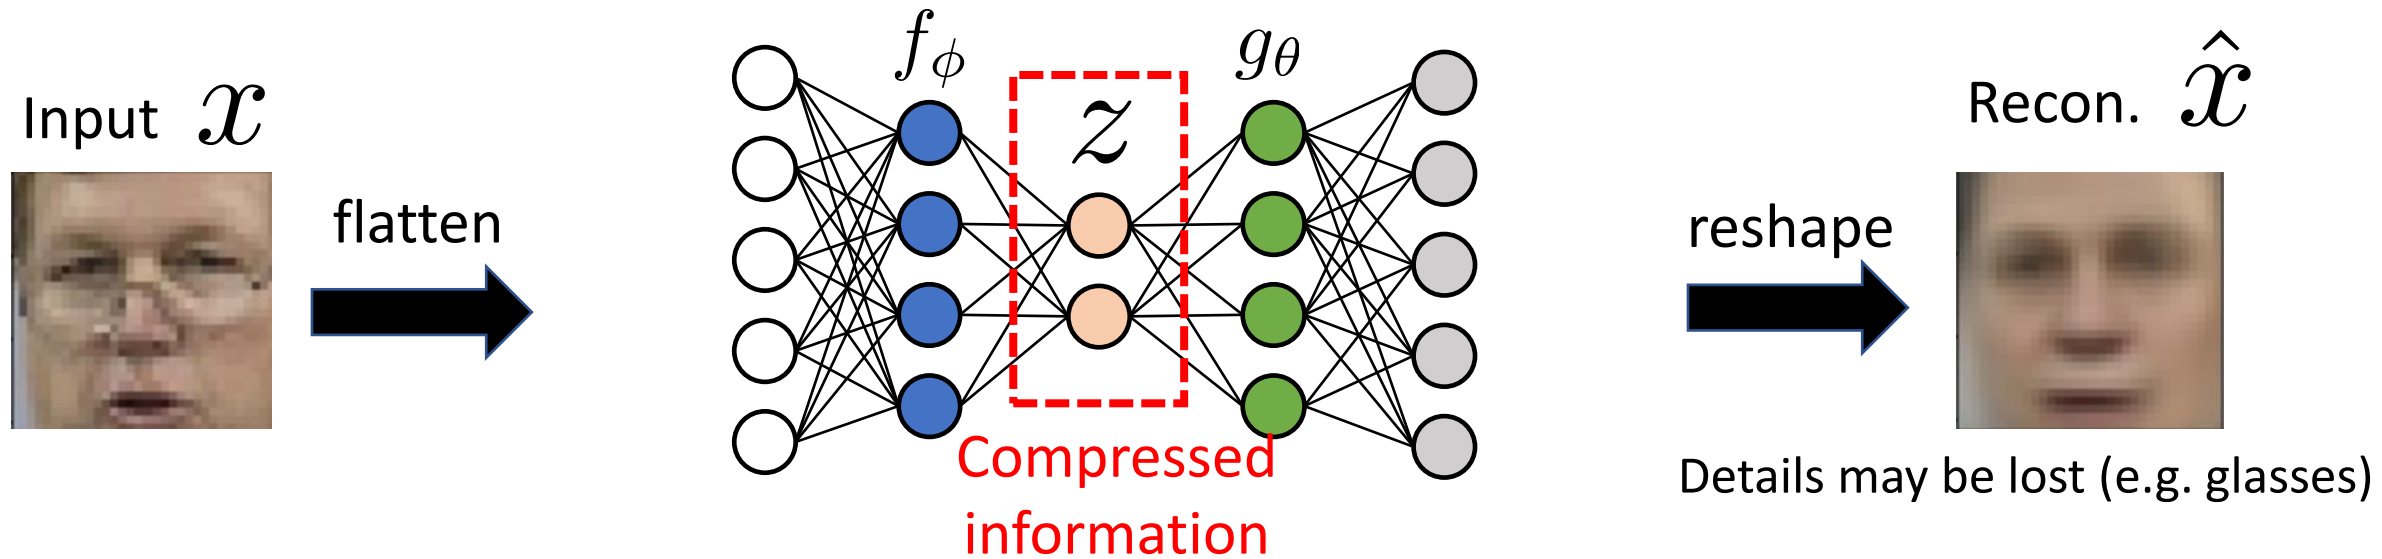 Input x
flatten
f_ϕ
z
g_θ
Compressed
information
reshape
Recon. x̂
Details may be lost (e.g. glasses)